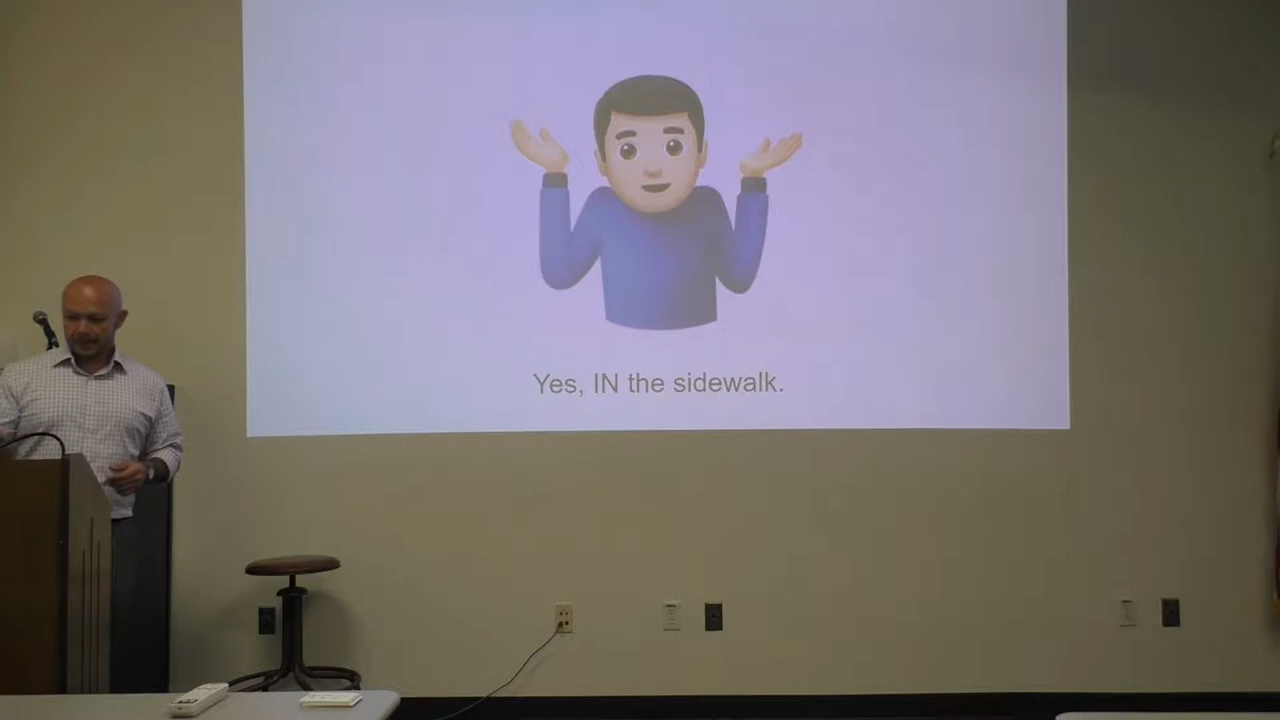 Yes, IN the sidewalk.